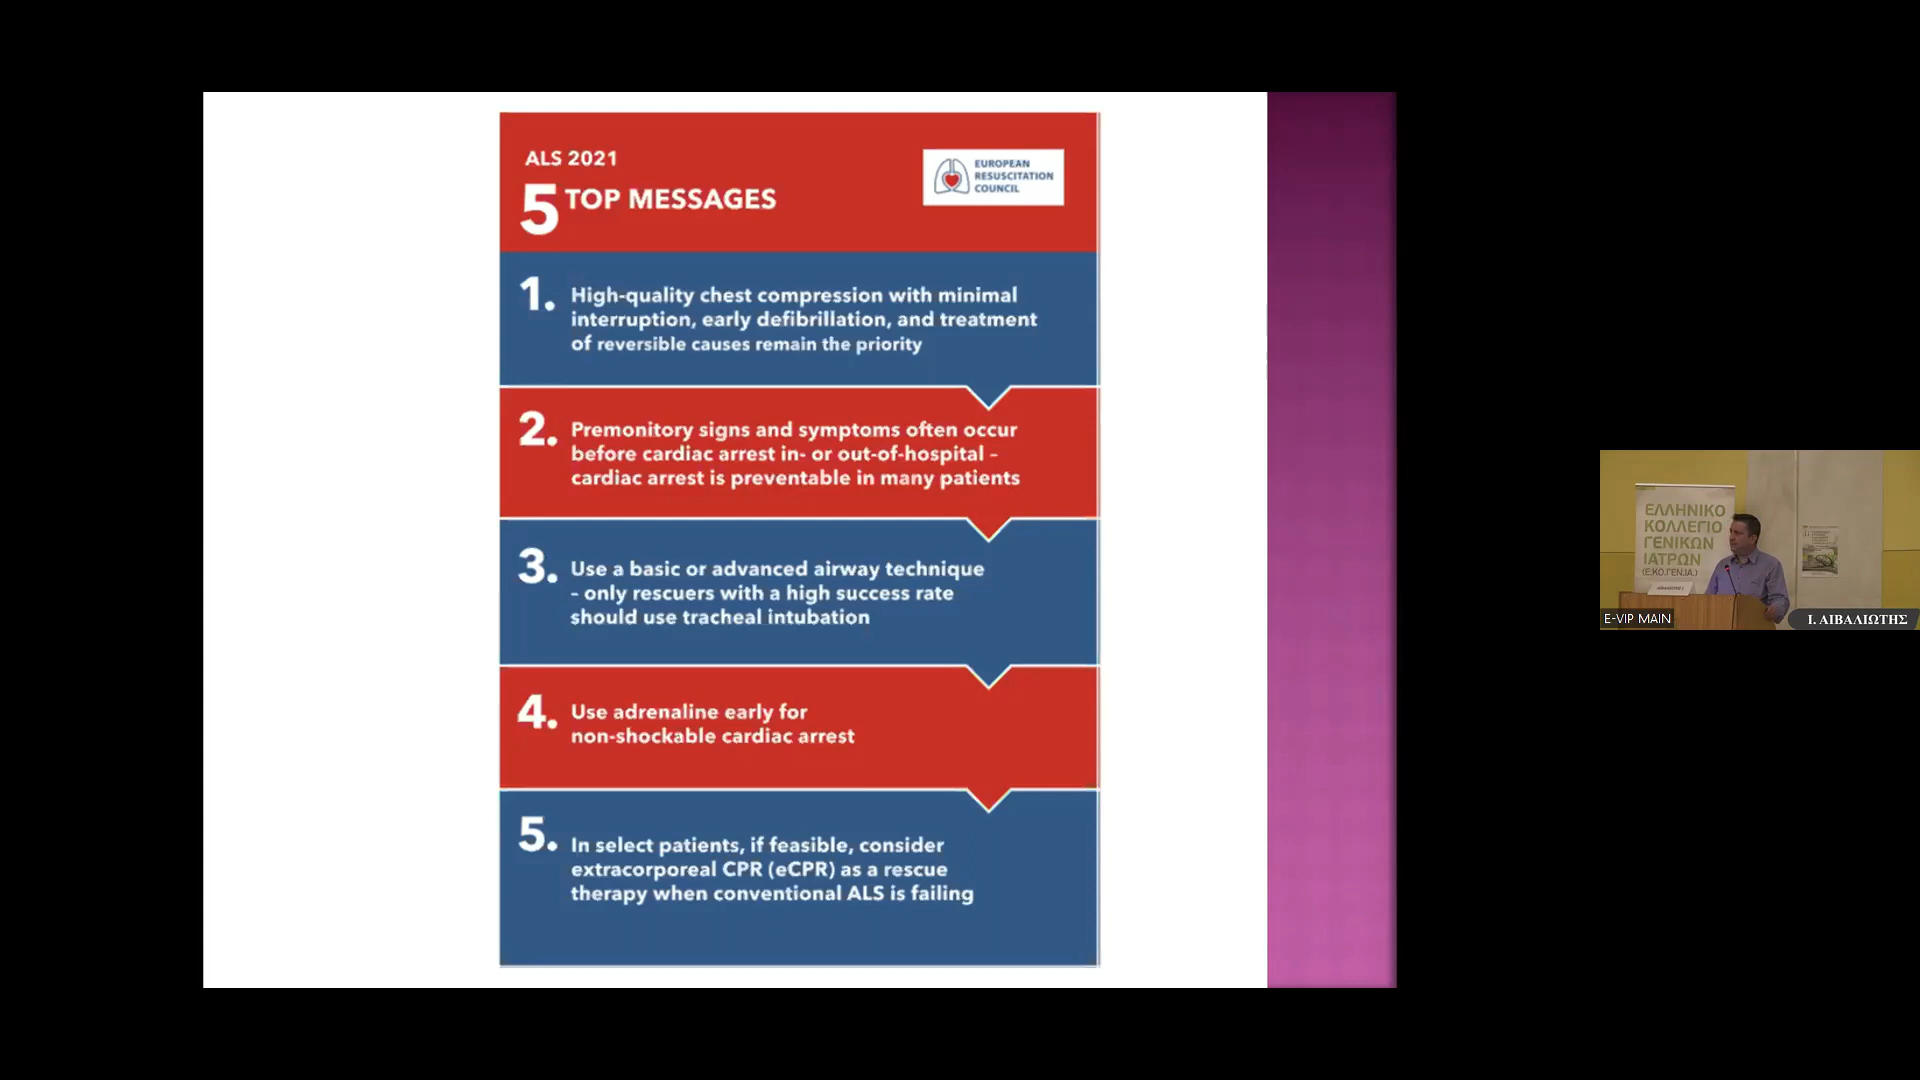 ALS 2021
5 TOP MESSAGES
EUROPEAN
RESUSCITATION
COUNCIL
1. High-quality chest compression with minimal
interruption, early defibrillation, and treatment
of reversible causes remain the priority
2. Premonitory signs and symptoms often occur
before cardiac arrest in- or out-of-hospital –
cardiac arrest is preventable in many patients
3. Use a basic or advanced airway technique
– only rescuers with a high success rate
should use tracheal intubation
4. Use adrenaline early for
non-shockable cardiac arrest
5. In select patients, if feasible, consider
extracorporeal CPR (eCPR) as a rescue
therapy when conventional ALS is failing
ΕΛΛΗΝΙΚΟ
ΚΟΛΛΕΓΙΟ
ΓΕΝΙΚΩΝ
ΙΑΤΡΩΝ
(Ε.ΚΟ.ΓΕΝ.ΙΑ.)
E-VIP MAIN
Ι. ΑΙΒΑΛΙΩΤΗΣ